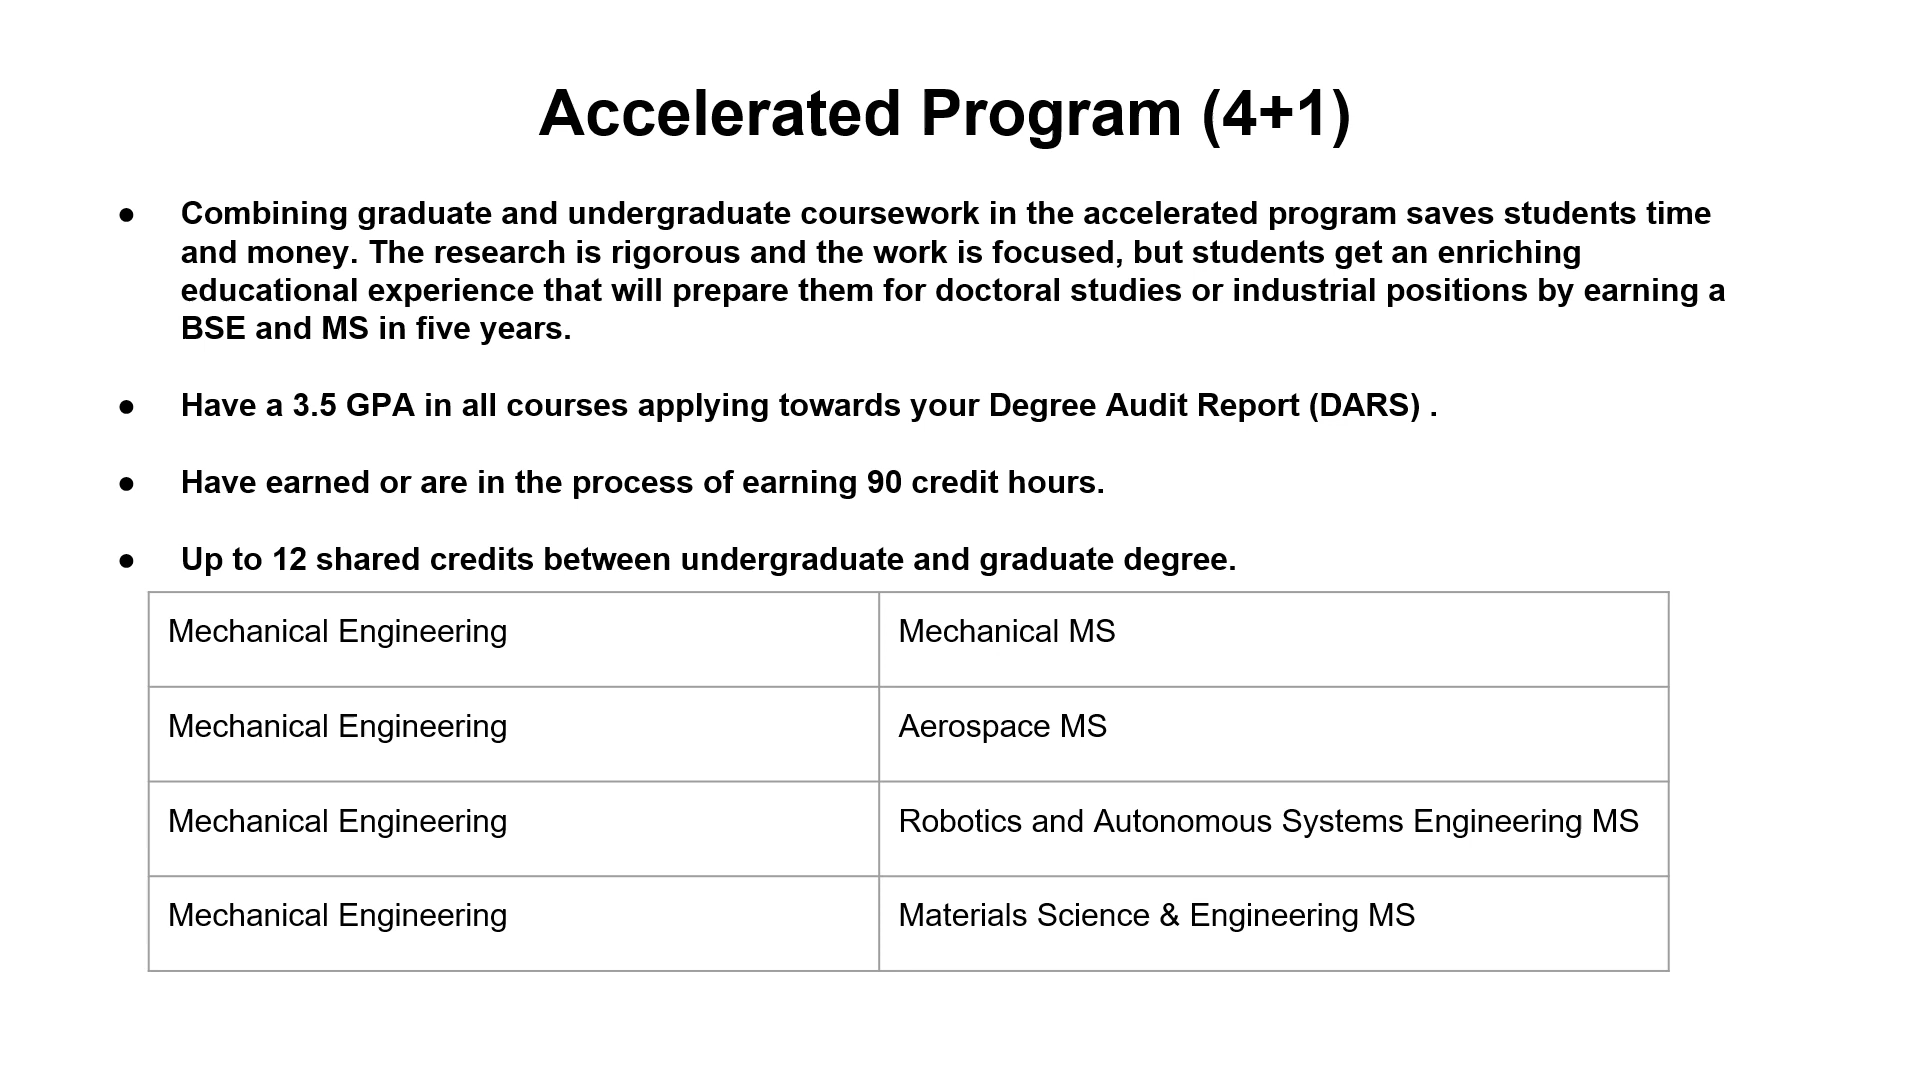 Accelerated Program (4+1)
● Combining graduate and undergraduate coursework in the accelerated program saves students time
and money. The research is rigorous and the work is focused, but students get an enriching
educational experience that will prepare them for doctoral studies or industrial positions by earning a
BSE and MS in five years.
● Have a 3.5 GPA in all courses applying towards your Degree Audit Report (DARS) .
● Have earned or are in the process of earning 90 credit hours.
● Up to 12 shared credits between undergraduate and graduate degree.
Mechanical Engineering Mechanical MS
Mechanical Engineering Aerospace MS
Mechanical Engineering Robotics and Autonomous Systems Engineering MS
Mechanical Engineering Materials Science & Engineering MS